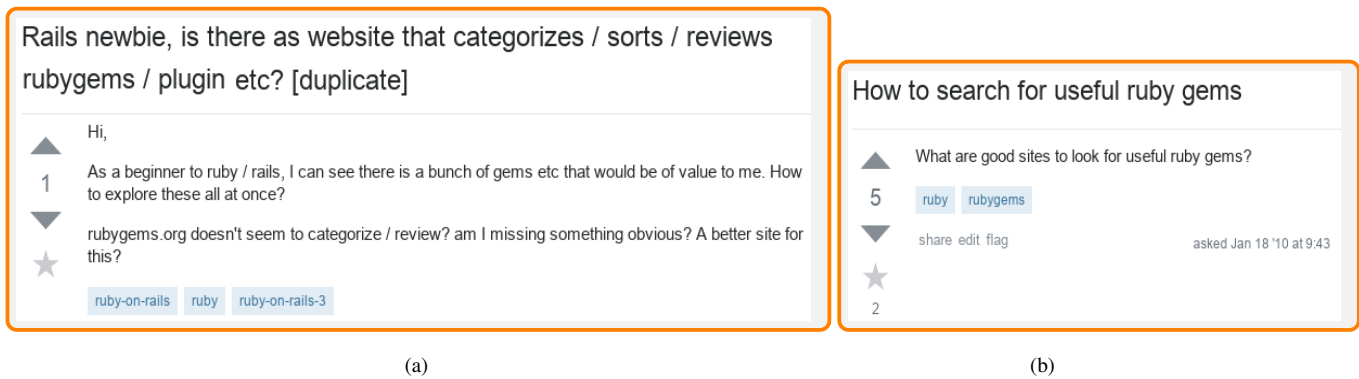 Rails newbie, is there as website that categorizes / sorts / reviews
rubygems / plugin etc? [duplicate]
Hi,
As a beginner to ruby / rails, I can see there is a bunch of gems etc that would be of value to me. How
to explore these all at once?
1
rubygems.org doesn't seem to categorize / review? am I missing something obvious? A better site for
this?
ruby-on-rails ruby ruby-on-rails-3
(a)
How to search for useful ruby gems
What are good sites to look for useful ruby gems?
5
ruby rubygems
share edit flag
asked Jan 18 '10 at 9:43
2
(b)